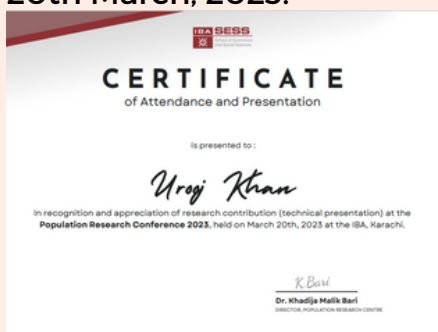 20th March, 2023.
IBA SESS
CERTIFICATE
of Attendance and Presentation
is presented to :
Urooj Khan
In recognition and appreciation of research contribution (technical presentation) at the
Population Research Conference 2023, held on March 20th, 2023 at the IBA, Karachi.
K.Bari
Dr. Khadija Malik Bari
DIRECTOR, POPULATION RESEARCH CENTRE